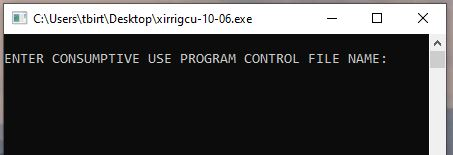 C:\Users\tbirt\Desktop\xirrigcu-10-06.exe
ENTER CONSUMPTIVE USE PROGRAM CONTROL FILE NAME: